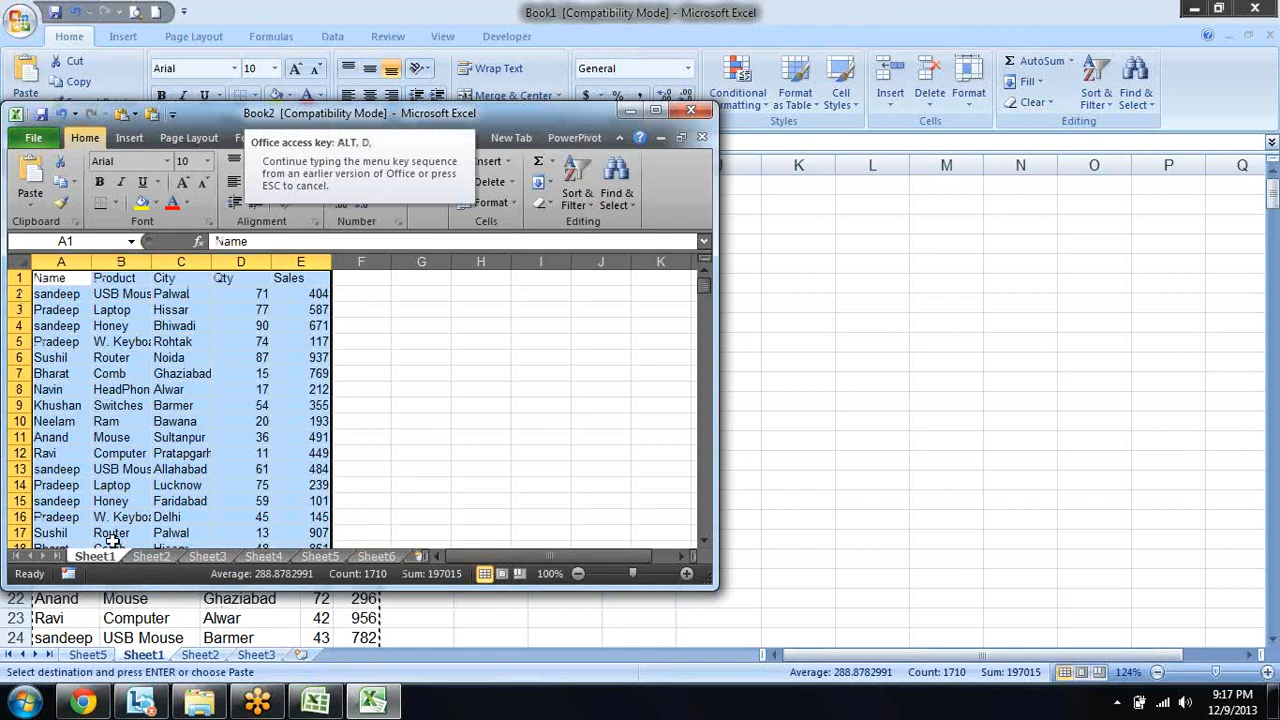 Book1 [Compatibility Mode] - Microsoft Excel
Home Insert Page Layout Formulas Data Review View Developer
Cut
Copy
Paste
Arial 10
Wrap Text
Merge & Center
General
Conditional Formatting
Format as Table
Cell Styles
Styles
Insert Delete Format
Cells
AutoSum
Fill
Clear
Sort & Filter
Find & Select
Editing
K L M N O P Q
Book2 [Compatibility Mode] - Microsoft Excel
File Home Insert Page Layout New Tab PowerPivot
Office access key: ALT, D,
Continue typing the menu key sequence
from an earlier version of Office or press
ESC to cancel.
Paste
Arial 10
B I U
A
Insert
Delete
Format
Sort & Filter
Find & Select
Clipboard Font Alignment Number Cells Editing
A1 fx Name
A B C D E F G H I J K
1 Name Product City Qty Sales
2 sandeep USB Mous Palwal 71 404
3 Pradeep Laptop Hissar 77 587
4 sandeep Honey Bhiwadi 90 671
5 Pradeep W. Keyboa Rohtak 74 117
6 Sushil Router Noida 87 937
7 Bharat Comb Ghaziabad 15 769
8 Navin HeadPhon Alwar 17 212
9 Khushan Switches Barmer 54 355
10 Neelam Ram Bawana 20 193
11 Anand Mouse Sultanpur 36 491
12 Ravi Computer Pratapgarh 11 449
13 sandeep USB Mous Allahabad 61 484
14 Pradeep Laptop Lucknow 75 239
15 sandeep Honey Faridabad 59 101
16 Pradeep W. Keyboa Delhi 45 145
17 Sushil Router Palwal 13 907
18 Bharat Comb Hissar 48 861
Sheet1 Sheet2 Sheet3 Sheet4 Sheet5 Sheet6
Ready Average: 288.8782991 Count: 1710 Sum: 197015 100%
22 Anand Mouse Ghaziabad 72 296
23 Ravi Computer Alwar 42 956
24 sandeep USB Mouse Barmer 43 782
Sheet5 Sheet1 Sheet2 Sheet3
Select destination and press ENTER or choose Paste Average: 288.8782991 Count: 1710 Sum: 197015 124%
9:17 PM
12/9/2013